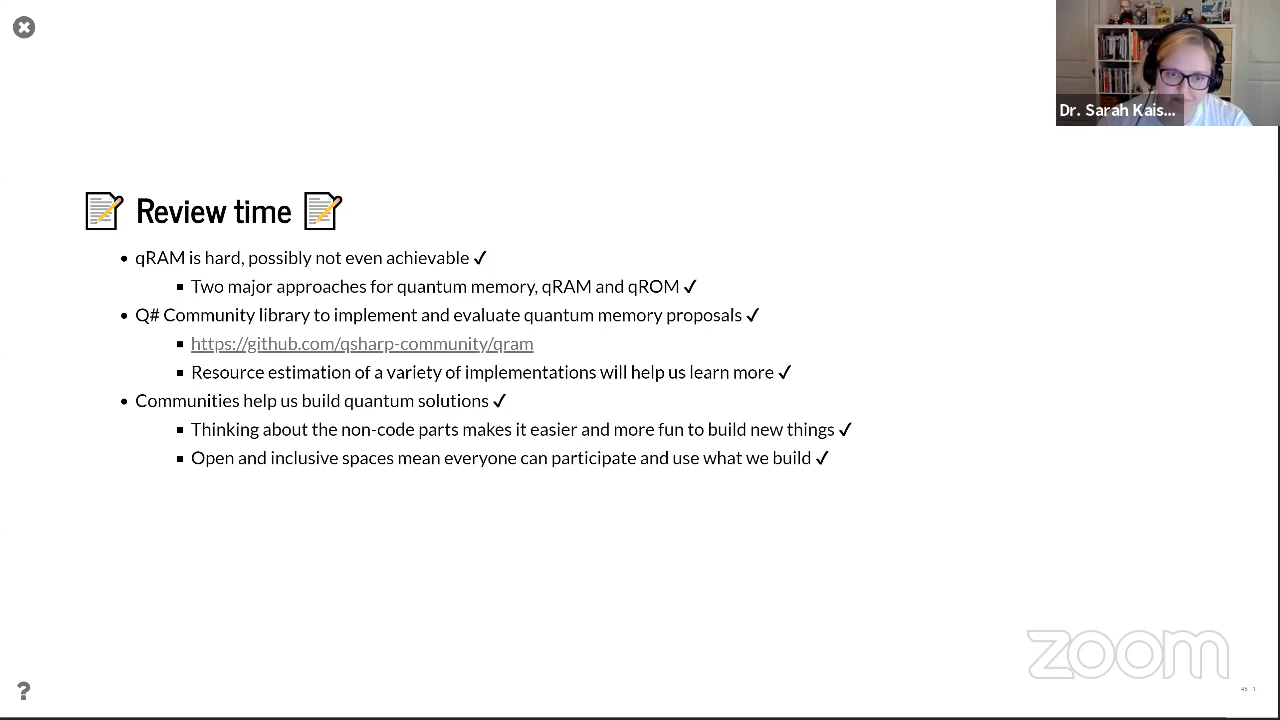 Dr. Sarah Kais...
Review time
• qRAM is hard, possibly not even achievable ✓
▪ Two major approaches for quantum memory, qRAM and qROM ✓
• Q# Community library to implement and evaluate quantum memory proposals ✓
▪ https://github.com/qsharp-community/qram
▪ Resource estimation of a variety of implementations will help us learn more ✓
• Communities help us build quantum solutions ✓
▪ Thinking about the non-code parts makes it easier and more fun to build new things ✓
▪ Open and inclusive spaces mean everyone can participate and use what we build ✓
zoom
?